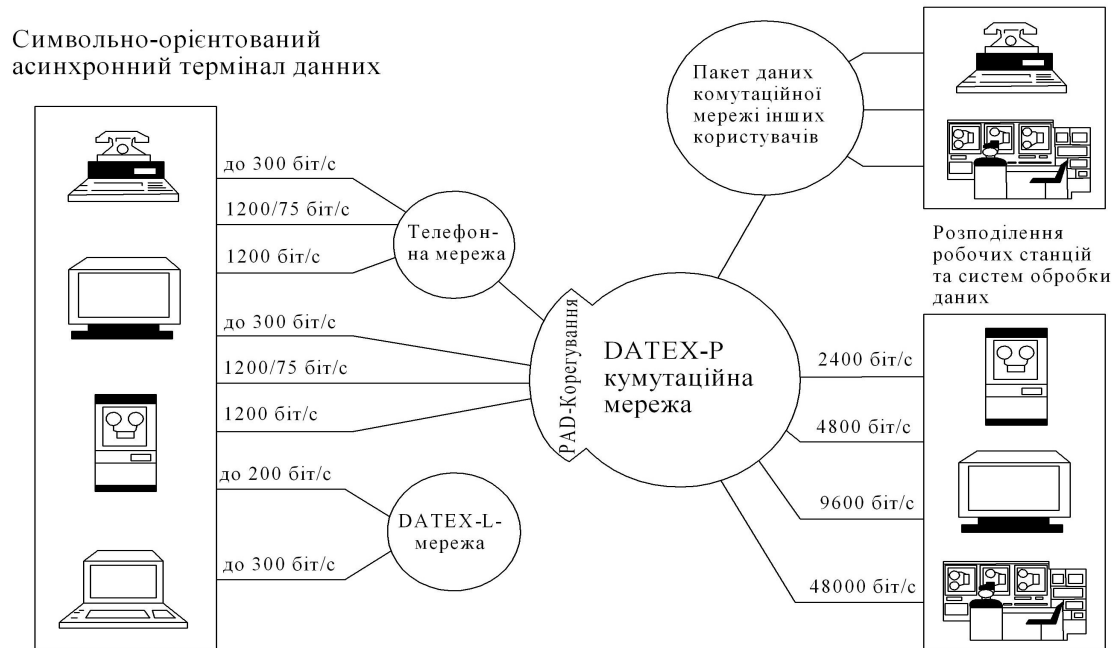 Символьно-орієнтований
асинхронний термінал данних
до 300 біт/с
1200/75 біт/с
1200 біт/с
до 300 біт/с
1200/75 біт/с
1200 біт/с
до 200 біт/с
до 300 біт/с
Телефон-
на мережа
DATEX-L-
мережа
PAD-Корегування
DATEX-P
кумутаційна
мережа
Пакет даних
комутаційної
мережі інших
користувачів
Розподілення
робочих станцій
та систем обробки
даних
2400 біт/с
4800 біт/с
9600 біт/с
48000 біт/с